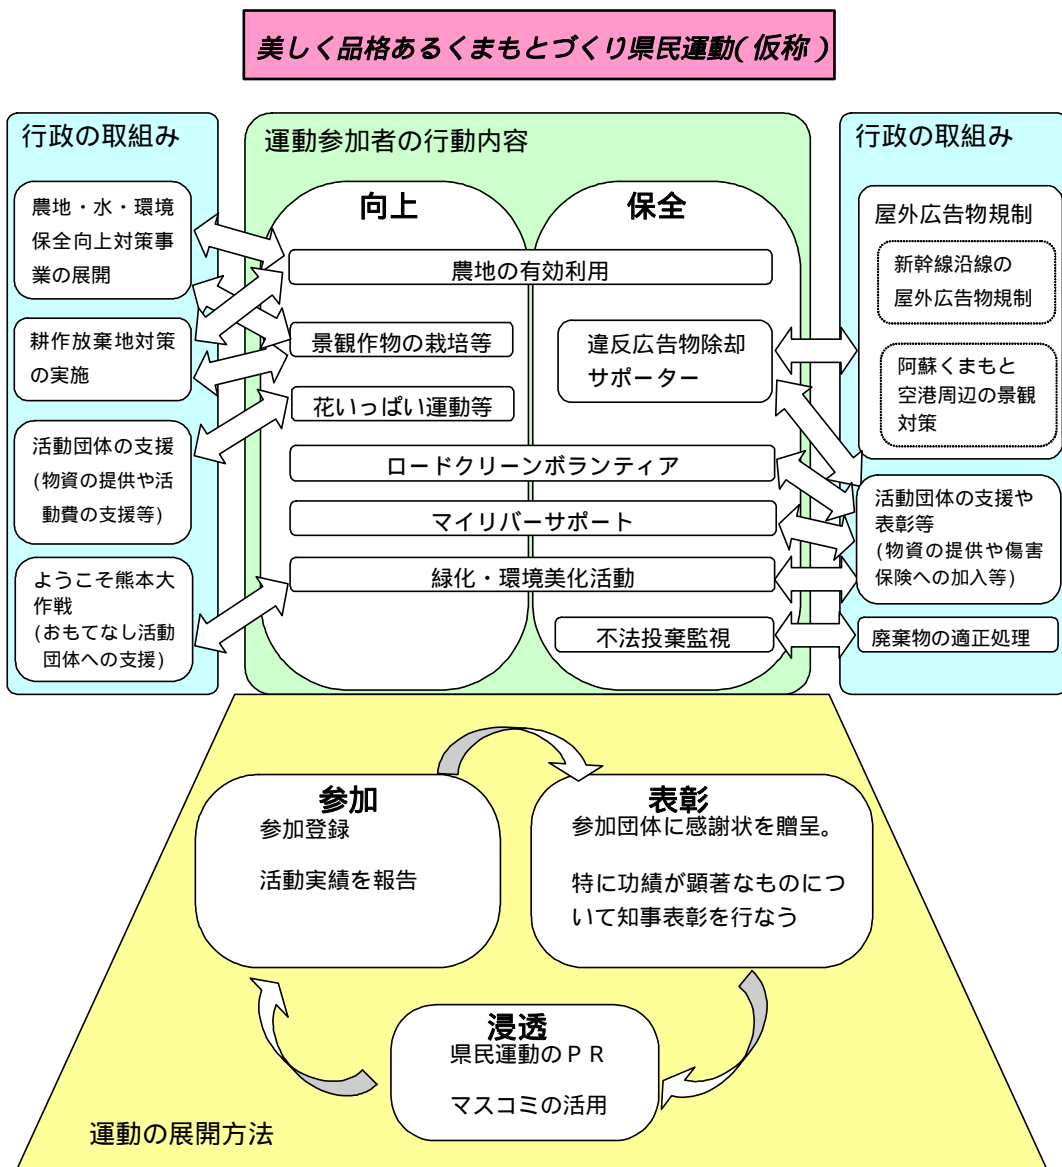 美しく品格あるくまもとづくり県民運動(仮称)
行政の取組み
農地・水・環境
保全向上対策事
業の展開
耕作放棄地対策
の実施
活動団体の支援
(物資の提供や活
動費の支援等)
ようこそ熊本大
作戦
(おもてなし活動
団体への支援)
運動参加者の行動内容
向上
保全
農地の有効利用
景観作物の栽培等
違反広告物除却
サポーター
花いっぱい運動等
ロードクリーンボランティア
マイリバーサポート
緑化・環境美化活動
不法投棄監視
行政の取組み
屋外広告物規制
新幹線沿線の
屋外広告物規制
阿蘇くまもと
空港周辺の景観
対策
活動団体の支援や
表彰等
(物資の提供や傷害
保険への加入等)
廃棄物の適正処理
参加
参加登録
活動実績を報告
表彰
参加団体に感謝状を贈呈。
特に功績が顕著なものにつ
いて知事表彰を行なう
浸透
県民運動のPR
マスコミの活用
運動の展開方法